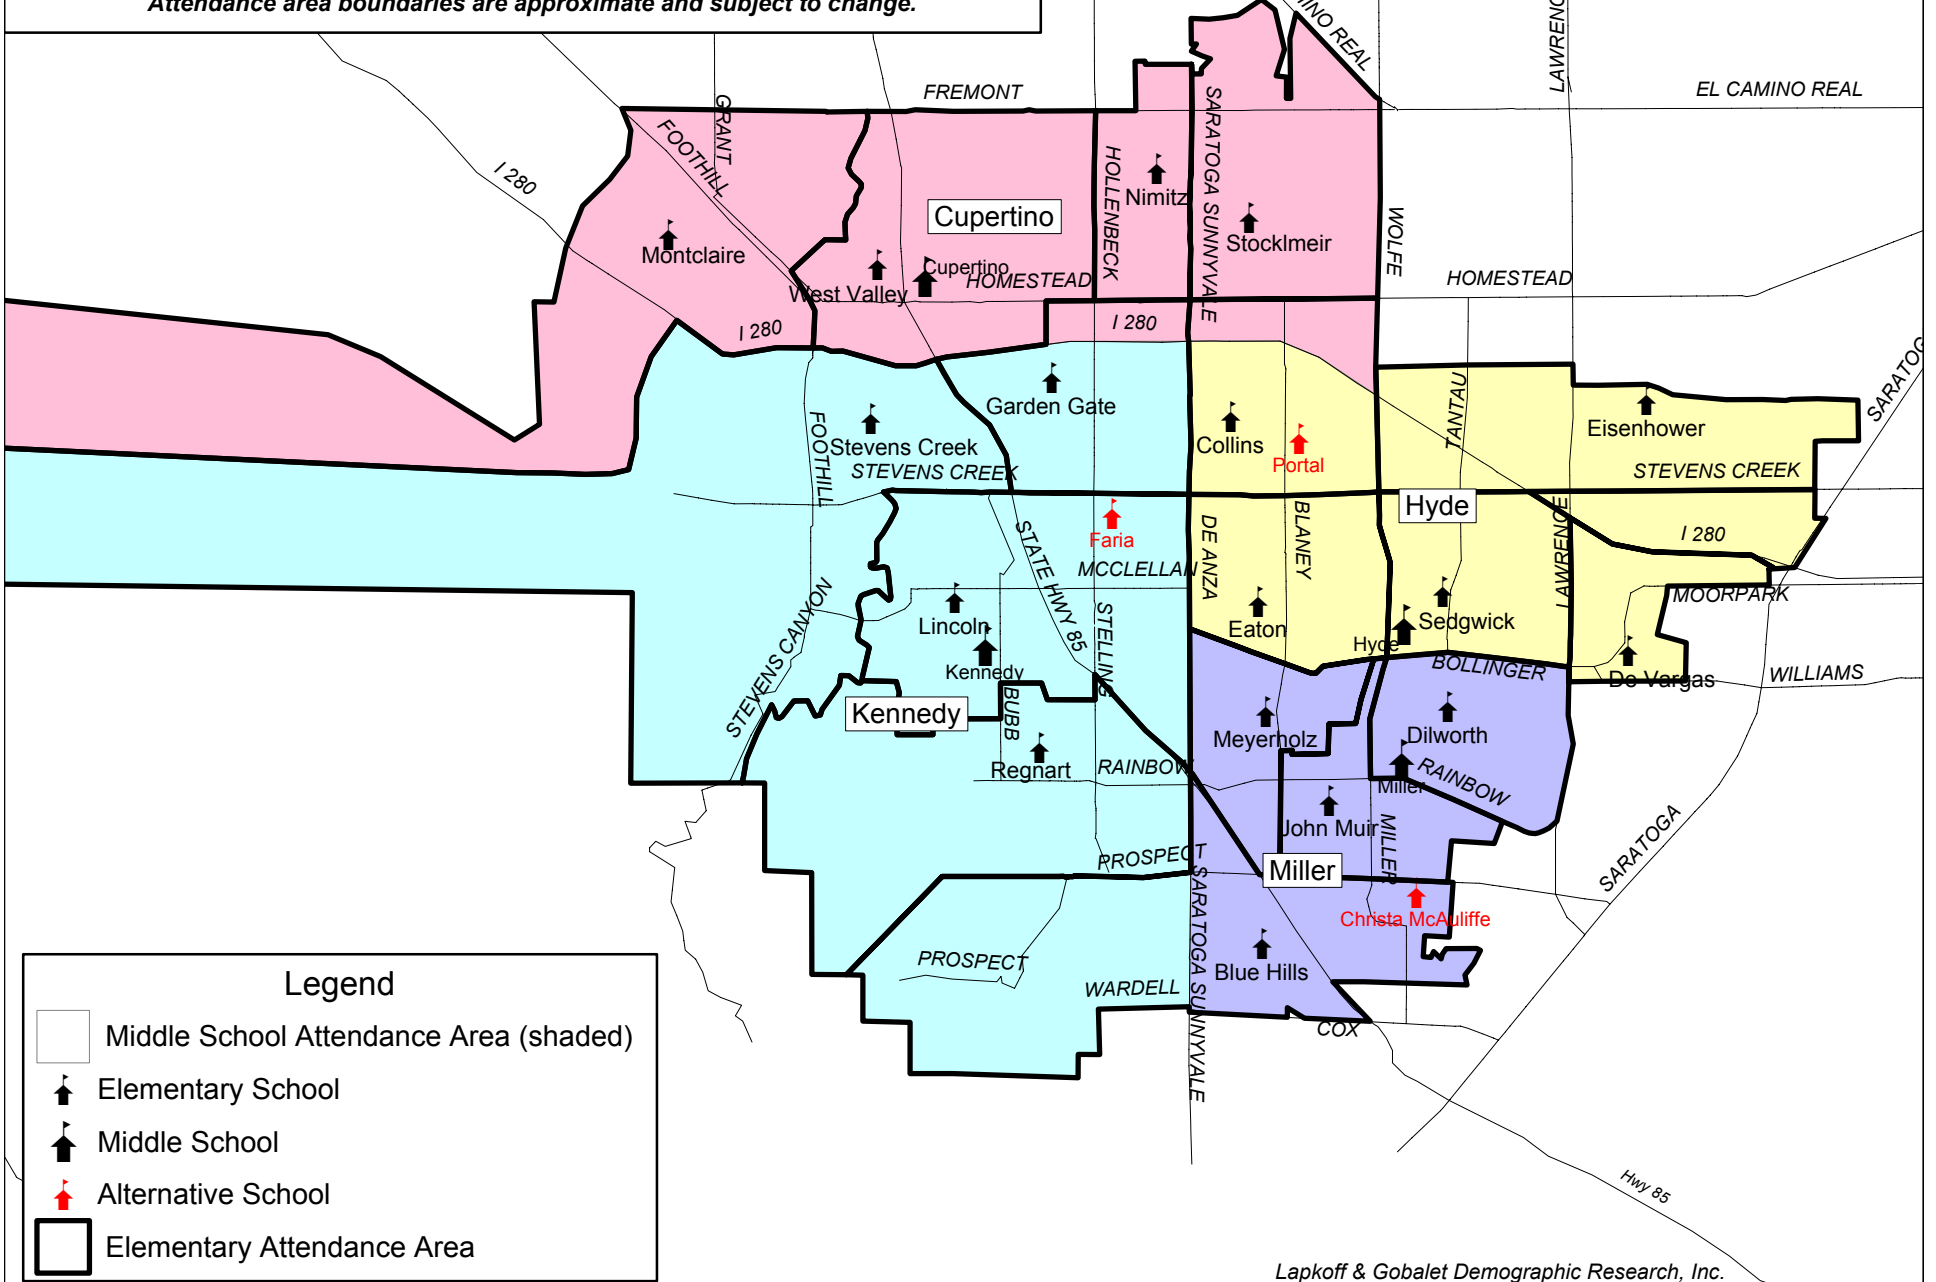 Attendance area boundaries are approximate and subject to change.
FREMONT
EL CAMINO REAL
GRANT
FOOTHILL
I 280
HOLLENBECK
SARATOGA SUNNYVALE
WOLFE
Nimitz
Cupertino
Stocklmeir
Montclaire
Cupertino
West Valley
HOMESTEAD
HOMESTEAD
I 280
I 280
Garden Gate
Stevens Creek
STEVENS CREEK
FOOTHILL
Collins
Portal
TANTAU
Eisenhower
STEVENS CREEK
Hyde
Faria
STATE HWY 85
MCCLELLAN
DE ANZA
BLANEY
LAWRENCE
I 280
MOORPARK
STEVENS CANYON
Lincoln
Kennedy
STELLING
Eaton
Hyde
Sedgwick
BOLLINGER
De Vargas
WILLIAMS
Kennedy
BUBB
Regnart
RAINBOW
Meyerholz
Dilworth
Miller
RAINBOW
John Muir
MILLER
PROSPECT
Miller
SARATOGA
Christa McAuliffe
PROSPECT
WARDELL
SARATOGA SUNNYVALE
Blue Hills
COX
Hwy 85
Legend
Middle School Attendance Area (shaded)
Elementary School
Middle School
Alternative School
Elementary Attendance Area
Lapkoff & Gobalet Demographic Research, Inc.